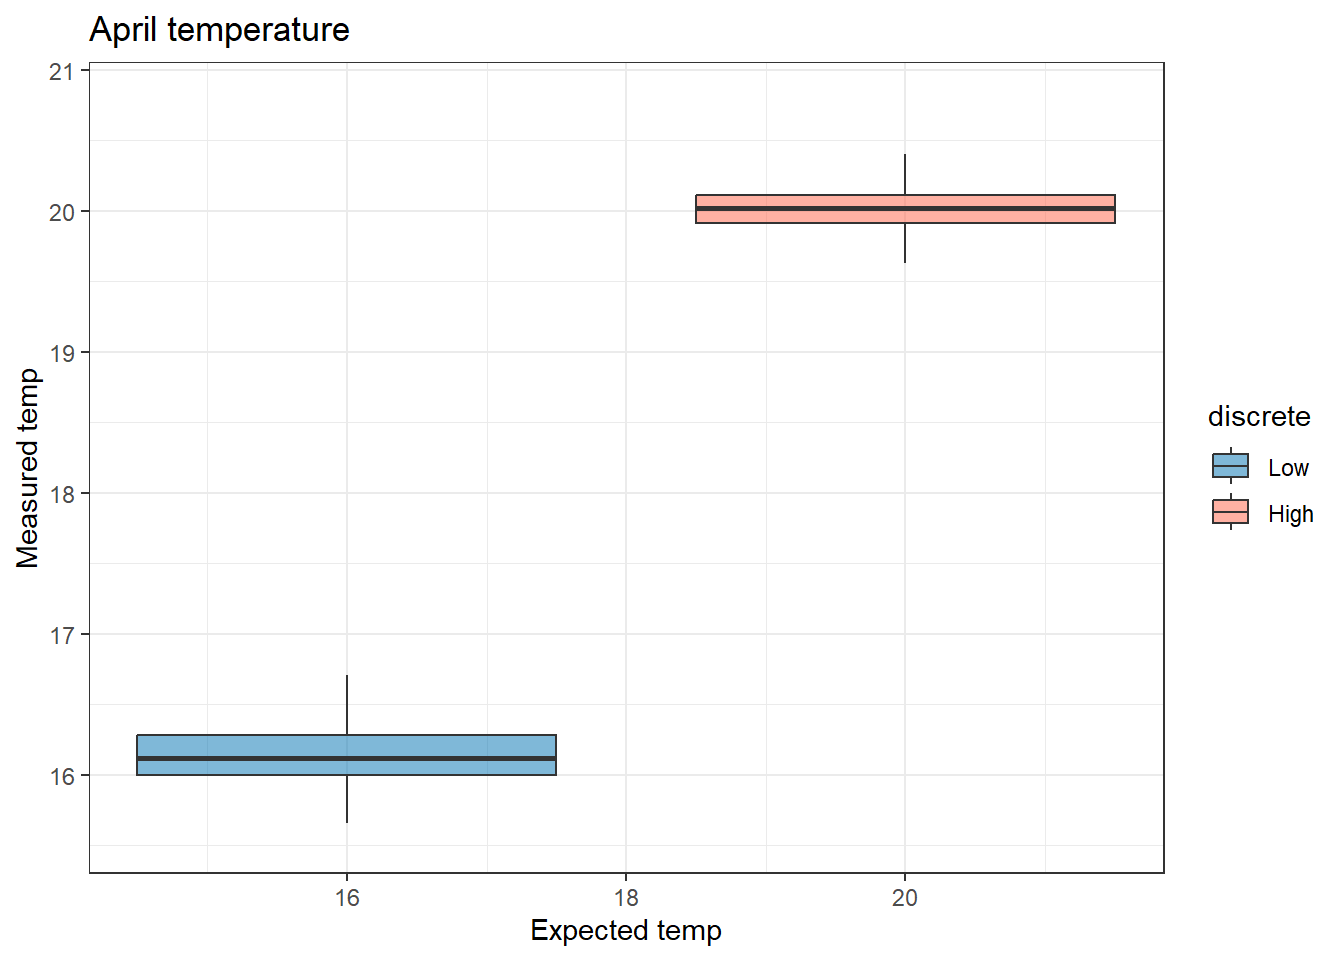 April temperature
21
20
19
18
17
16
Measured temp
16
18
20
Expected temp
discrete
Low
High